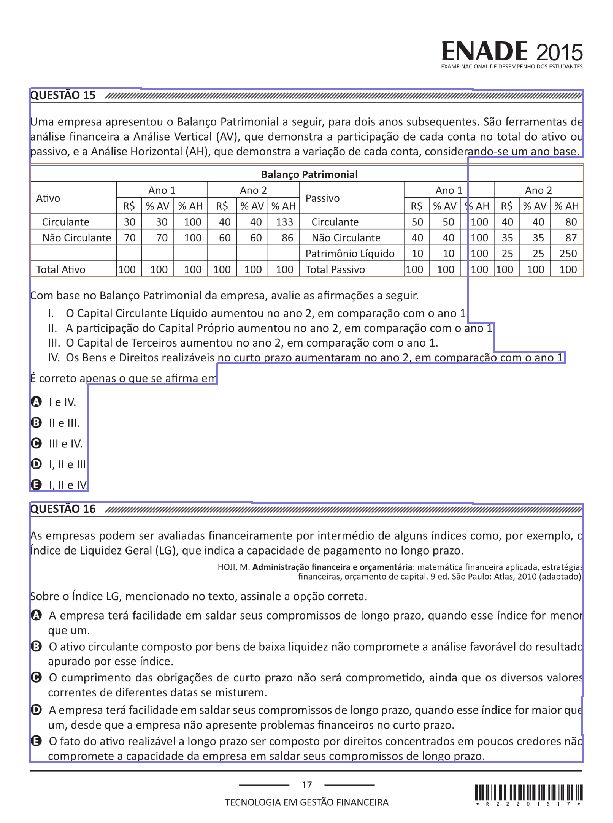 ENADE 2015
EXAME NACIONAL DE DESEMPENHO DOS ESTUDANTES
QUESTÃO 15
Uma empresa apresentou o Balanço Patrimonial a seguir, para dois anos subsequentes. São ferramentas de
análise financeira a Análise Vertical (AV), que demonstra a participação de cada conta no total do ativo ou
passivo, e a Análise Horizontal (AH), que demonstra a variação de cada conta, considerando-se um ano base.
Balanço Patrimonial
Ativo Ano 1 Ano 2 Passivo Ano 1 Ano 2
R$ % AV % AH R$ % AV % AH R$ % AV % AH R$ % AV % AH
Circulante 30 30 100 40 40 133 Circulante 50 50 100 40 40 80
Não Circulante 70 70 100 60 60 86 Não Circulante 40 40 100 35 35 87
Patrimônio Líquido 10 10 100 25 25 250
Total Ativo 100 100 100 100 100 100 Total Passivo 100 100 100 100 100 100
Com base no Balanço Patrimonial da empresa, avalie as afirmações a seguir.
I. O Capital Circulante Líquido aumentou no ano 2, em comparação com o ano 1
II. A participação do Capital Próprio aumentou no ano 2, em comparação com o ano 1
III. O Capital de Terceiros aumentou no ano 2, em comparação com o ano 1.
IV. Os Bens e Direitos realizáveis no curto prazo aumentaram no ano 2, em comparação com o ano 1
É correto apenas o que se afirma em
A I e IV.
B II e III.
C III e IV.
D I, II e III
E I, II e IV
QUESTÃO 16
As empresas podem ser avaliadas financeiramente por intermédio de alguns índices como, por exemplo, o
Índice de Liquidez Geral (LG), que indica a capacidade de pagamento no longo prazo.
HOJI. M. Administração financeira e orçamentária: matemática financeira aplicada, estratégias
financeiras, orçamento de capital. 9 ed. São Paulo: Atlas, 2010 (adaptado)
Sobre o Índice LG, mencionado no texto, assinale a opção correta.
A A empresa terá facilidade em saldar seus compromissos de longo prazo, quando esse índice for menor
que um.
B O ativo circulante composto por bens de baixa liquidez não compromete a análise favorável do resultado
apurado por esse índice.
C O cumprimento das obrigações de curto prazo não será comprometido, ainda que os diversos valores
correntes de diferentes datas se misturem.
D A empresa terá facilidade em saldar seus compromissos de longo prazo, quando esse índice for maior que
um, desde que a empresa não apresente problemas financeiros no curto prazo.
E O fato do ativo realizável a longo prazo ser composto por direitos concentrados em poucos credores não
compromete a capacidade da empresa em saldar seus compromissos de longo prazo.
17
TECNOLOGIA EM GESTÃO FINANCEIRA
*R22201517*